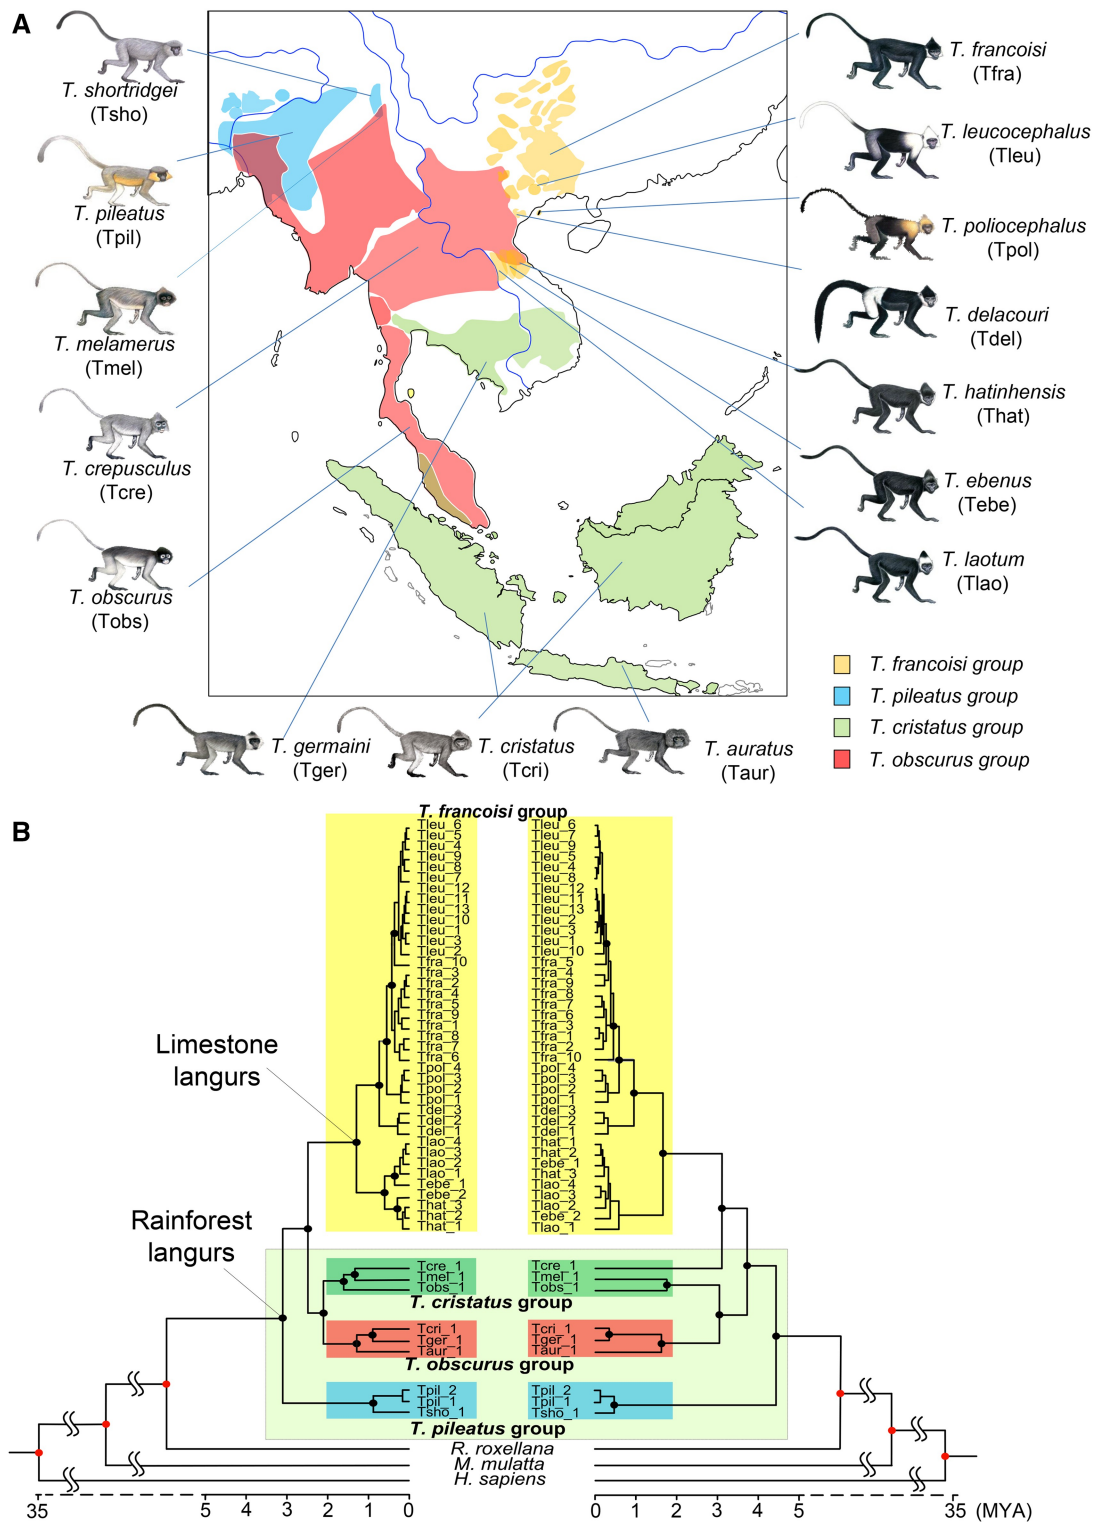 A
T. shortridgei
(Tsho)
T. pileatus
(Tpil)
T. melamerus
(Tmel)
T. crepusculus
(Tcre)
T. obscurus
(Tobs)
T. francoisi
(Tfra)
T. leucocephalus
(Tleu)
T. poliocephalus
(Tpol)
T. delacouri
(Tdel)
T. hatinhensis
(That)
T. ebenus
(Tebe)
T. laotum
(Tlao)
T. germaini
(Tger)
T. cristatus
(Tcri)
T. auratus
(Taur)
T. francoisi group
T. pileatus group
T. cristatus group
T. obscurus group
B
T. francoisi group
Tleu_6
Tleu_5
Tleu_4
Tleu_9
Tleu_8
Tleu_7
Tleu_12
Tleu_11
Tleu_13
Tleu_10
Tleu_1
Tleu_3
Tleu_2
Tfra_10
Tfra_3
Tfra_2
Tfra_4
Tfra_5
Tfra_9
Tfra_1
Tfra_8
Tfra_7
Tfra_6
Tpol_4
Tpol_3
Tpol_2
Tpol_1
Tdel_3
Tdel_2
Tdel_1
Tlao_4
Tlao_3
Tlao_2
Tlao_1
Tebe_1
Tebe_2
That_3
That_2
That_1
Tleu_6
Tleu_7
Tleu_9
Tleu_5
Tleu_4
Tleu_8
Tleu_12
Tleu_11
Tleu_13
Tleu_2
Tleu_3
Tleu_1
Tleu_10
Tfra_5
Tfra_4
Tfra_9
Tfra_8
Tfra_7
Tfra_6
Tfra_3
Tfra_1
Tfra_2
Tfra_10
Tpol_4
Tpol_3
Tpol_2
Tpol_1
Tdel_3
Tdel_2
Tdel_1
That_1
That_2
Tebe_1
That_3
Tlao_4
Tlao_3
Tlao_2
Tebe_2
Tlao_1
Limestone
langurs
Rainforest
langurs
Tcre_1
Tmel_1
Tobs_1
Tcre_1
Tmel_1
Tobs_1
T. cristatus group
Tcri_1
Tger_1
Taur_1
Tcri_1
Tger_1
Taur_1
T. obscurus group
Tpil_2
Tpil_1
Tsho_1
Tpil_2
Tpil_1
Tsho_1
T. pileatus group
R. roxellana
M. mulatta
H. sapiens
35 5 4 3 2 1 0 0 1 2 3 4 5 35 (MYA)